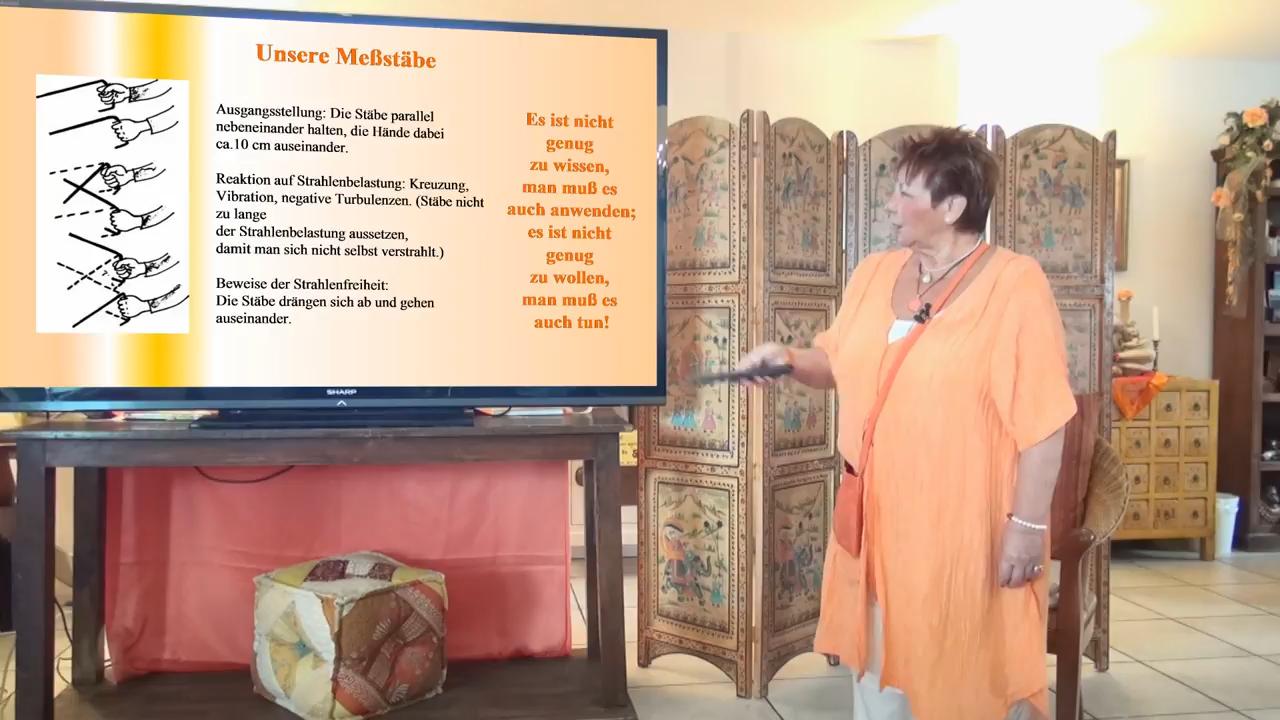 Unsere Meßstäbe
Ausgangsstellung: Die Stäbe parallel
nebeneinander halten, die Hände dabei
ca.10 cm auseinander.
Reaktion auf Strahlenbelastung: Kreuzung,
Vibration, negative Turbulenzen. (Stäbe nicht
zu lange
der Strahlenbelastung aussetzen,
damit man sich nicht selbst verstrahlt.)
Beweise der Strahlenfreiheit:
Die Stäbe drängen sich ab und gehen
auseinander.
Es ist nicht
genug
zu wissen,
man muß es
auch anwenden;
es ist nicht
genug
zu wollen,
man muß es
auch tun!
SHARP